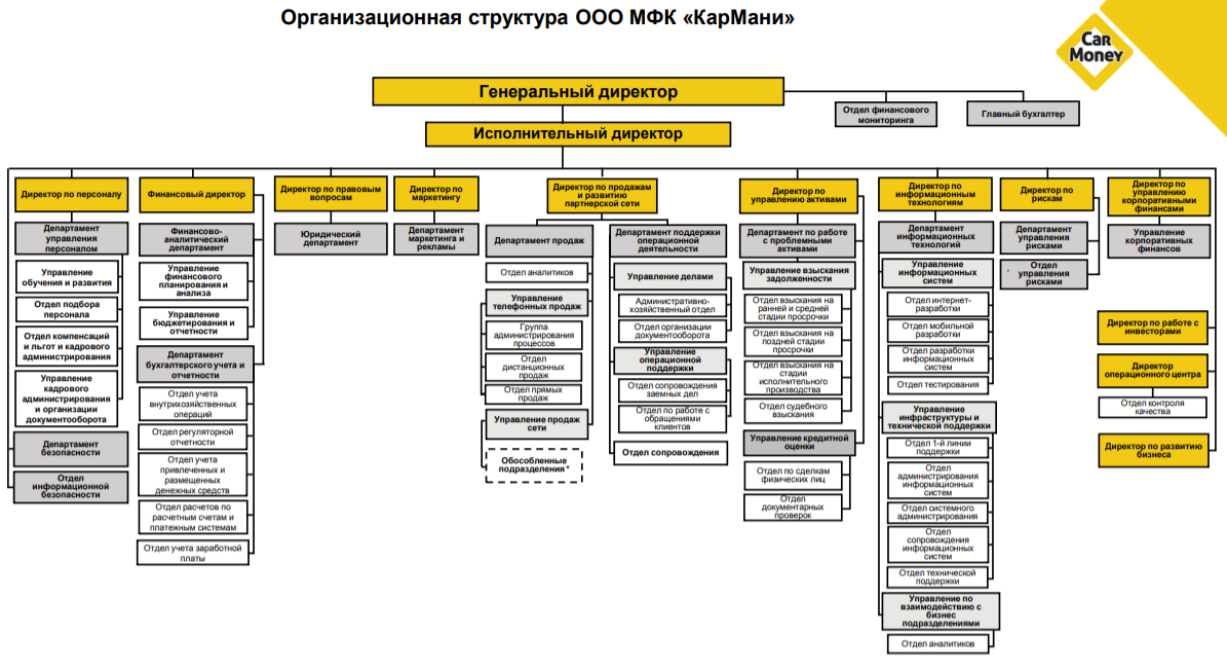 Организационная структура ООО МФК «КарМани»
CAR
MONEY
Генеральный директор
Отдел финансового
мониторинга
Главный бухгалтер
Исполнительный директор
Директор по персоналу
Департамент
управления
персоналом
Управление
обучения и развития
Отдел подбора
персонала
Отдел компенсаций
и льгот и кадрового
администрирования
Управление
кадрового
администрирования
и организации
документооборота
Департамент
безопасности
Отдел
информационной
безопасности
Финансовый директор
Финансово-
аналитический
департамент
Управление
финансового
планирования и
анализа
Управление
бюджетирования и
отчетности
Департамент
бухгалтерского учета и
отчетности
Отдел учета
внутрихозяйственных
операций
Отдел регуляторной
отчетности
Отдел учета
привлеченных и
размещенных
денежных средств
Отдел расчетов по
расчетным счетам и
платежным системам
Отдел учета заработной
платы
Директор по правовым
вопросам
Юридический
департамент
Директор по
маркетингу
Департамент
маркетинга и
рекламы
Директор по продажам
и развитию
партнерской сети
Департамент продаж
Отдел аналитиков
Управление
телефонных продаж
Группа
администрирования
процессов
Отдел
дистанционных
продаж
Отдел прямых
продаж
Управление продаж
сети
Обособленные
подразделения *
Департамент поддержки
операционной
деятельности
Управление делами
Административно-
хозяйственный отдел
Отдел организации
документооборота
Управление
операционной
поддержки
Отдел сопровождения
заемных дел
Отдел по работе с
обращениями
клиентов
Отдел сопровождения
Директор по
управлению активами
Департамент по работе
с проблемными
активами
Управление взыскания
задолженности
Отдел взыскания на
ранней и средней
стадии просрочки
Отдел взыскания на
поздней стадии
просрочки
Отдел взыскания на
стадии
исполнительного
производства
Отдел судебного
взыскания
Управление кредитной
оценки
Отдел по сделкам
физических лиц
Отдел
документарных
проверок
Директор по
информационным
технологиям
Департамент
информационных
технологий
Управление
информационных
систем
Отдел интернет-
разработки
Отдел мобильной
разработки
Отдел разработки
информационных
систем
Отдел тестирования
Управление
инфраструктуры и
технической поддержки
Отдел 1-й линии
поддержки
Отдел
администрирования
информационных
систем
Отдел системного
администрирования
Отдел
сопровождения
информационных
систем
Отдел технической
поддержки
Управление по
взаимодействию с
бизнес
подразделениями
Отдел аналитиков
Директор по
рискам
Департамент
управления
рисками
Отдел
управления
рисками
Директор по
управлению
корпоративными
финансами
Управление
корпоративных
финансов
Директор по работе с
инвесторами
Директор
операционного центра
Отдел контроля
качества
Директор по развитию
бизнеса